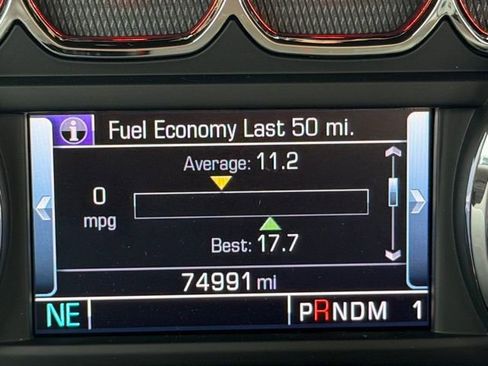 i Fuel Economy Last 50 mi.
Average: 11.2
0
mpg
Best: 17.7
74991 mi
NE PRNDM 1